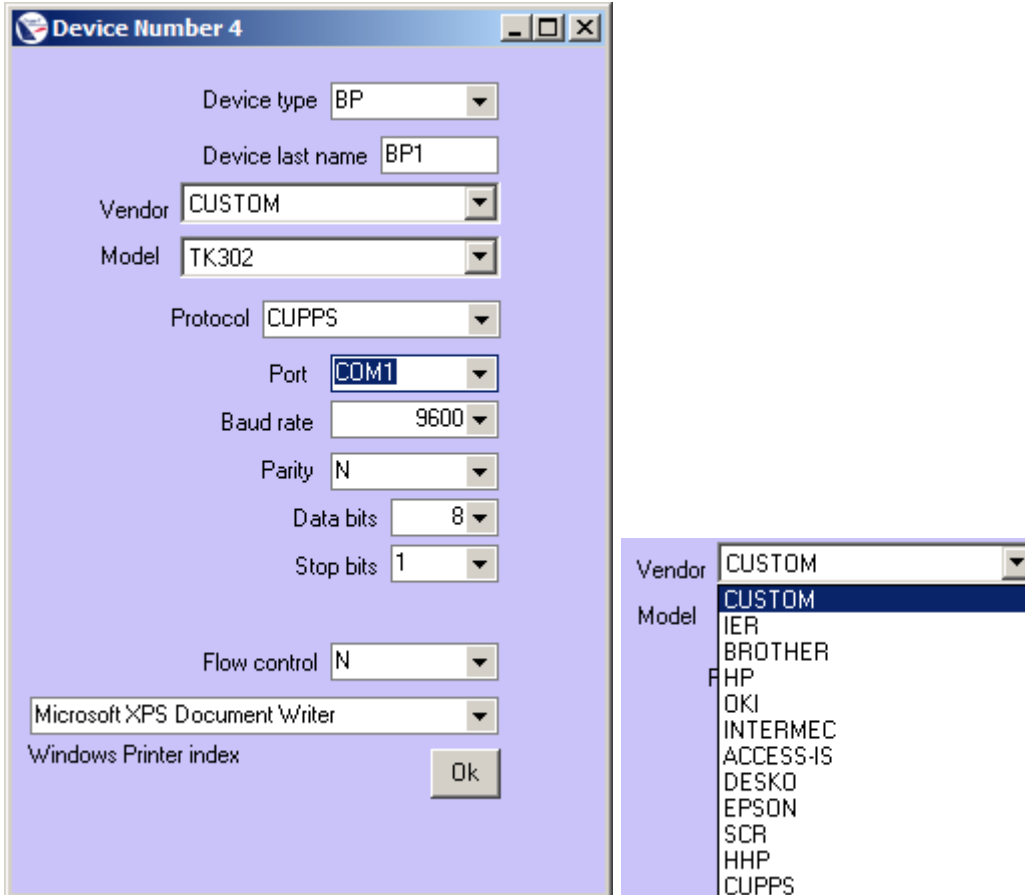 Device Number 4
Device type BP
Device last name BP1
Vendor CUSTOM
Model TK302
Protocol CUPPS
Port COM1
Baud rate 9600
Parity N
Data bits 8
Stop bits 1
Flow control N
Microsoft XPS Document Writer
Windows Printer index
Ok
Vendor CUSTOM
CUSTOM
Model
IER
BROTHER
P
HP
OKI
INTERMEC
ACCESS-IS
DESKO
EPSON
SCR
HHP
CUPPS